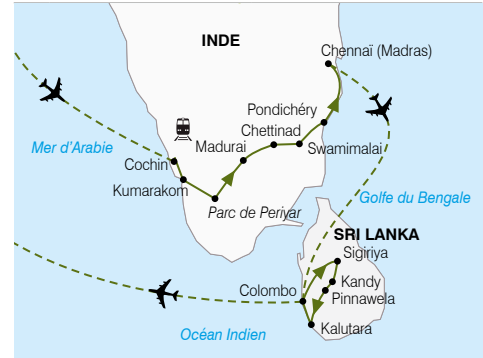 INDE
Chennaï (Madras)
Pondichéry
Chettinad
Madurai
Swamimalai
Mer d'Arabie
Cochin
Kumarakom
Parc de Periyar
Golfe du Bengale
SRI LANKA
Sigiriya
Kandy
Colombo
Pinnawela
Kalutara
Océan Indien